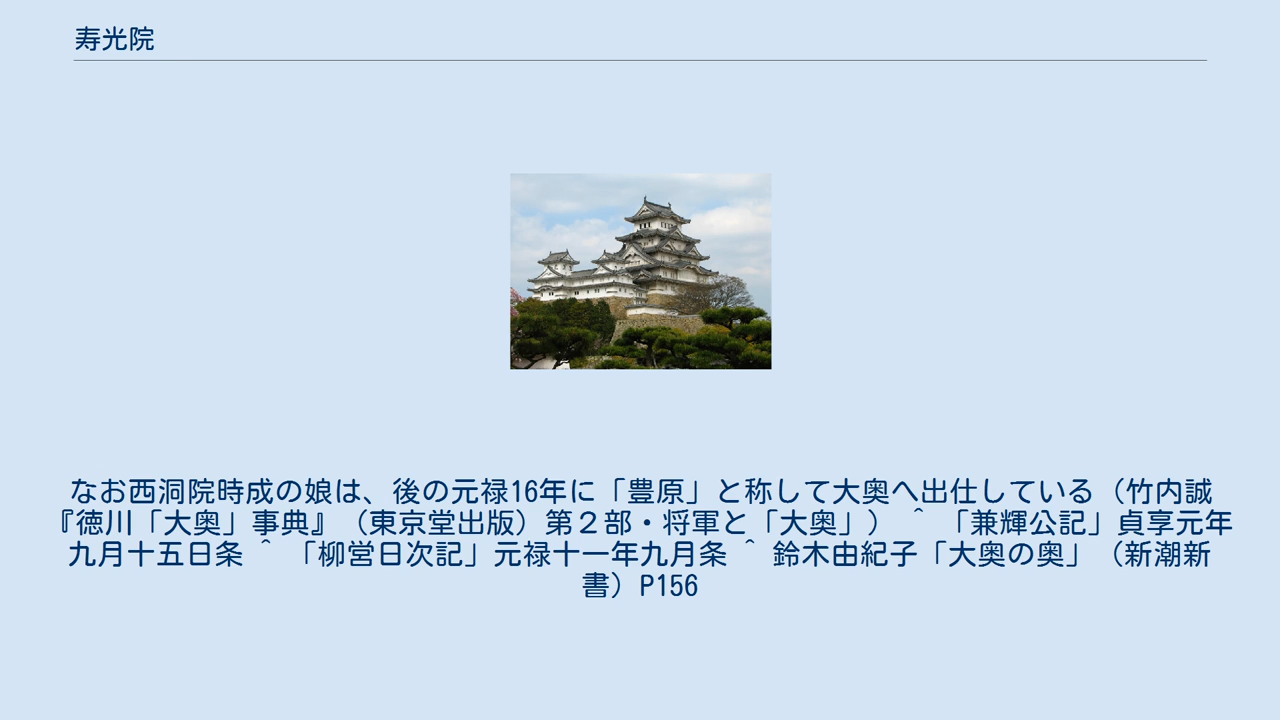 寿光院
なお西洞院時成の娘は、後の元禄16年に「豊原」と称して大奥へ出仕している（竹内誠
『徳川「大奥」事典』（東京堂出版）第２部・将軍と「大奥」） ^ 「兼輝公記」貞享元年
九月十五日条 ^ 「柳営日次記」元禄十一年九月条 ^ 鈴木由紀子「大奥の奥」（新潮新
書）P156